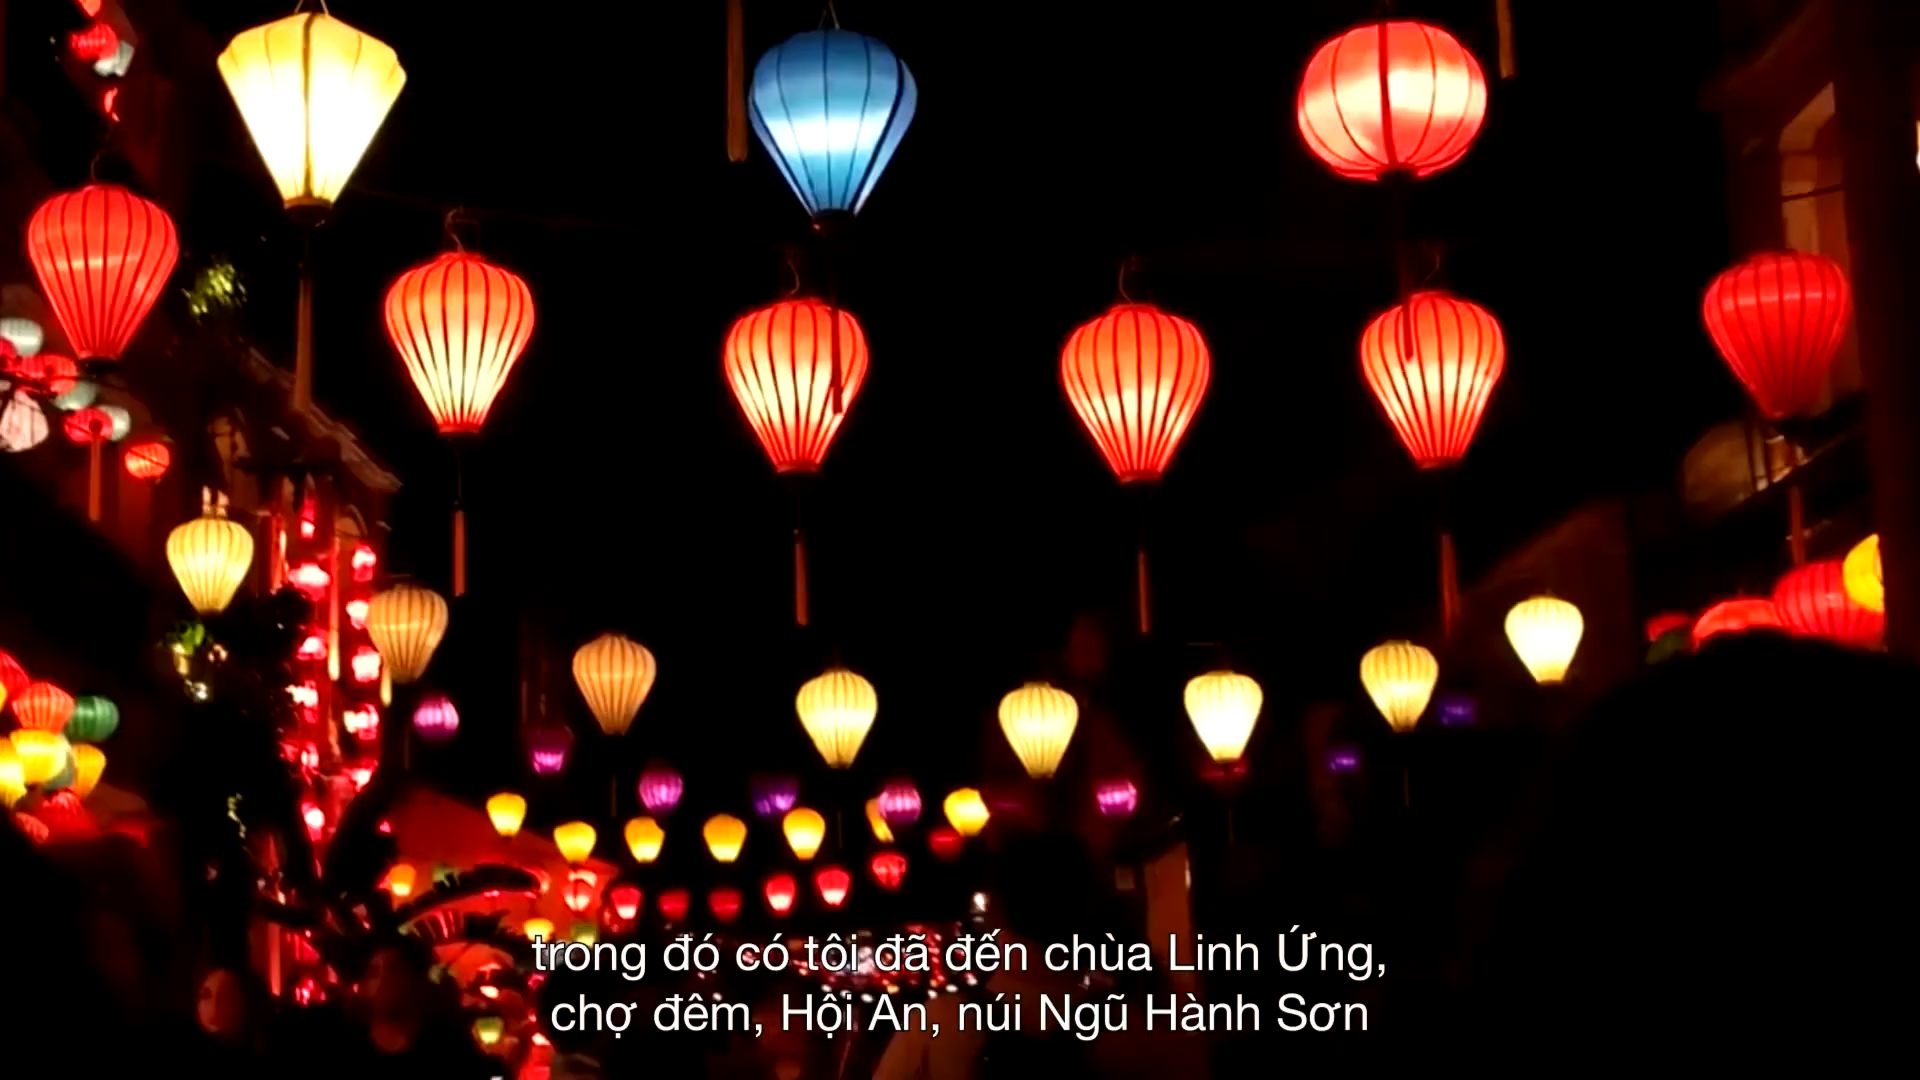 trong đó có tôi đã đến chùa Linh Ứng,
chợ đêm, Hội An, núi Ngũ Hành Sơn